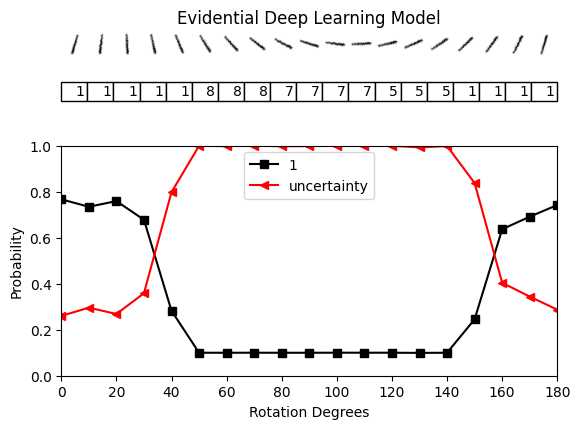 Evidential Deep Learning Model
1 1 1 1 1 8 8 8 7 7 7 7 5 5 5 1 1 1 1
1.0
0.8
0.6
0.4
0.2
0.0
Probability
1
uncertainty
0 20 40 60 80 100 120 140 160 180
Rotation Degrees